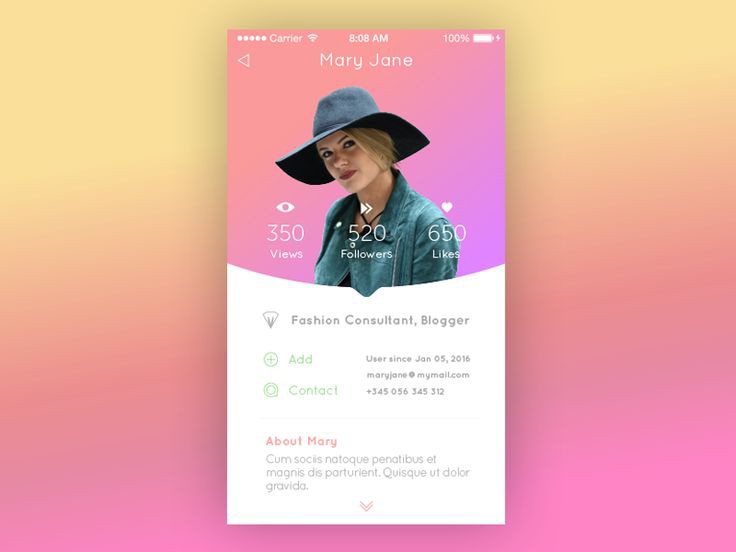 Carrier 8:08 AM 100%
Mary Jane
350 520 650
Views Followers Likes
Fashion Consultant, Blogger
Add User since Jan 05, 2016
maryjane@mymail.com
Contact +345 056 345 312
About Mary
Cum sociis natoque penatibus et
magnis dis parturient. Quisque ut dolor
gravida.